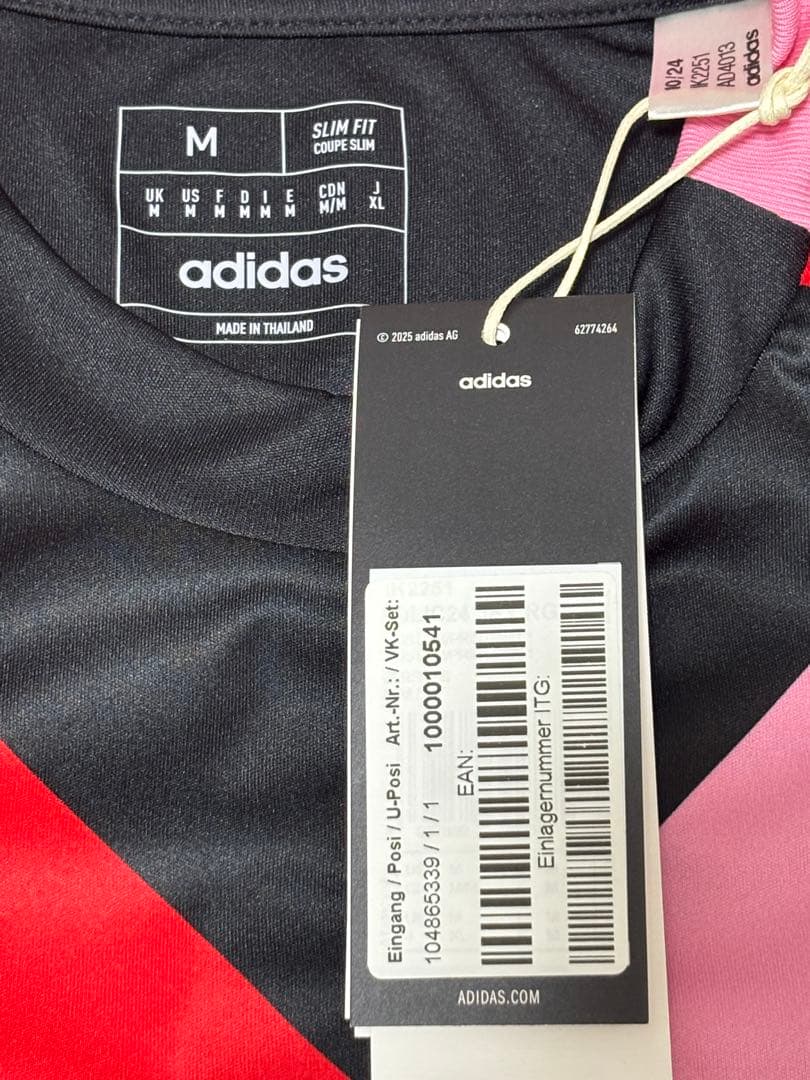 10/24
IK2251
AD4013
adidas
M
SLIM FIT
COUPE SLIM
UK US F D I E CDN J
M M M M M M M/M XL
adidas
MADE IN THAILAND
© 2025 adidas AG
62774264
adidas
Eingang / Posi / U-Posi Art.-Nr.: / VK-Set:
104865339 / 1 / 1 1000010541
EAN:
Einlagernummer ITG:
ADIDAS.COM